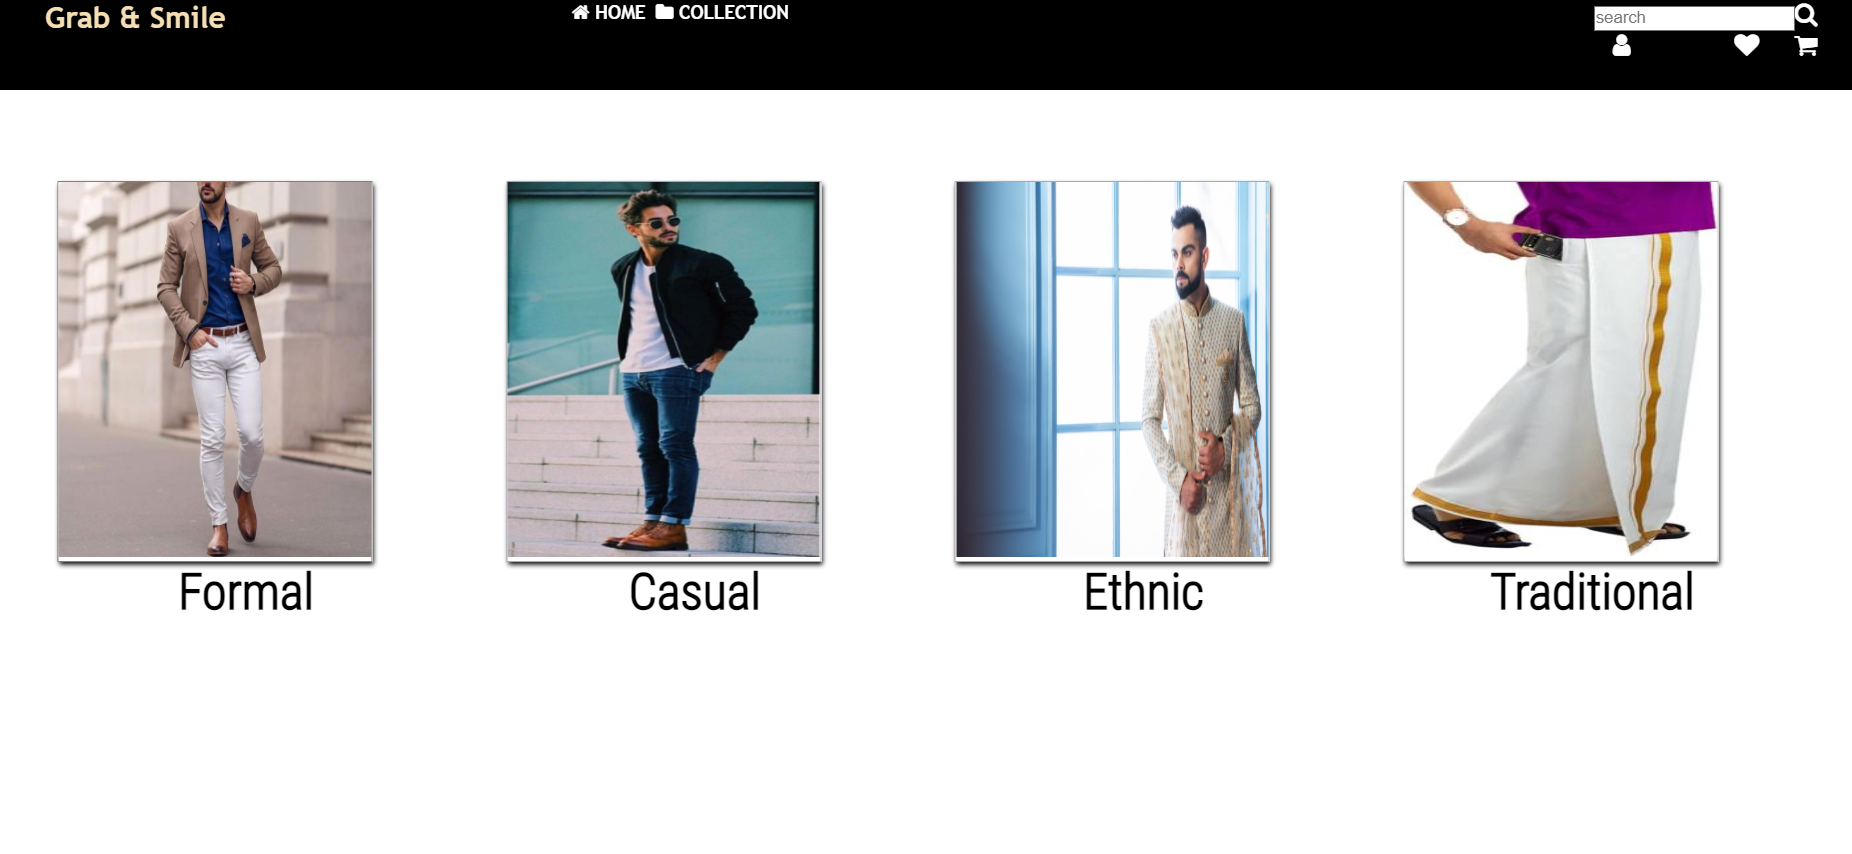 Grab & Smile
HOME COLLECTION
search
Formal
Casual
Ethnic
Traditional